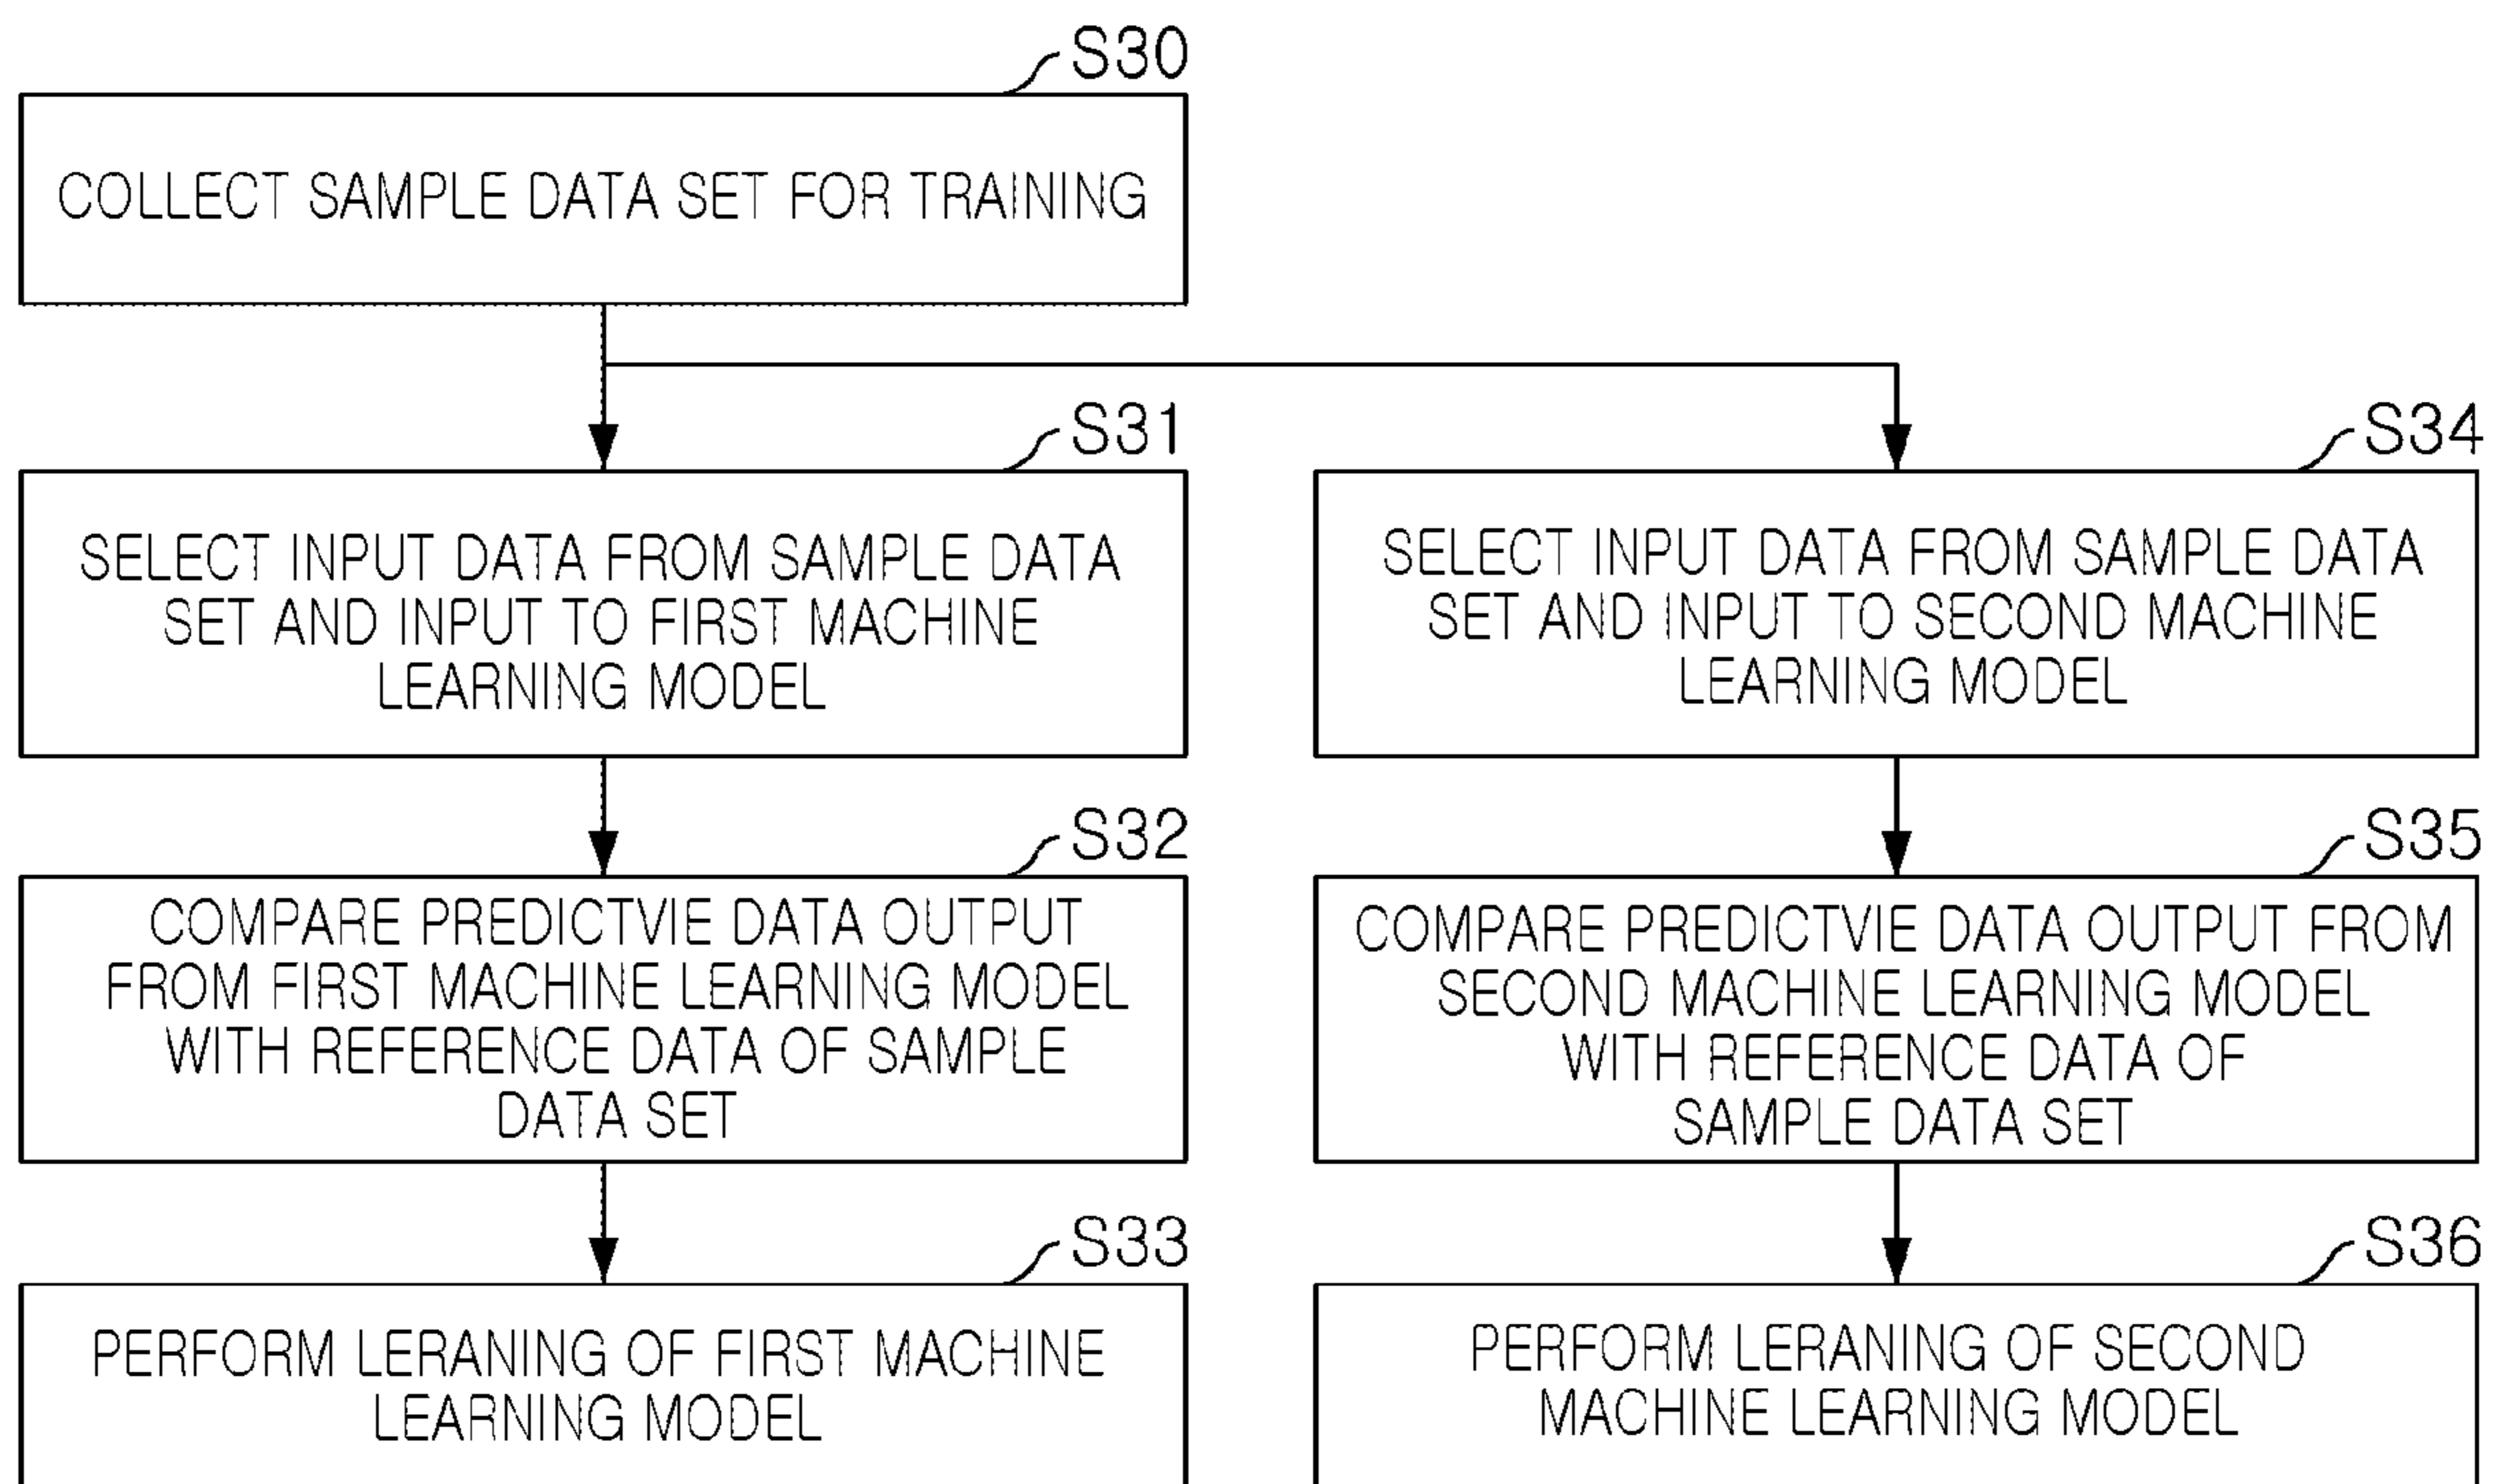 S30
COLLECT SAMPLE DATA SET FOR TRAINING
S31
SELECT INPUT DATA FROM SAMPLE DATA
SET AND INPUT TO FIRST MACHINE
LEARNING MODEL
S32
COMPARE PREDICTVIE DATA OUTPUT
FROM FIRST MACHINE LEARNING MODEL
WITH REFERENCE DATA OF SAMPLE
DATA SET
S33
PERFORM LERANING OF FIRST MACHINE
LEARNING MODEL
S34
SELECT INPUT DATA FROM SAMPLE DATA
SET AND INPUT TO SECOND MACHINE
LEARNING MODEL
S35
COMPARE PREDICTVIE DATA OUTPUT FROM
SECOND MACHINE LEARNING MODEL
WITH REFERENCE DATA OF
SAMPLE DATA SET
S36
PERFORM LERANING OF SECOND
MACHINE LEARNING MODEL